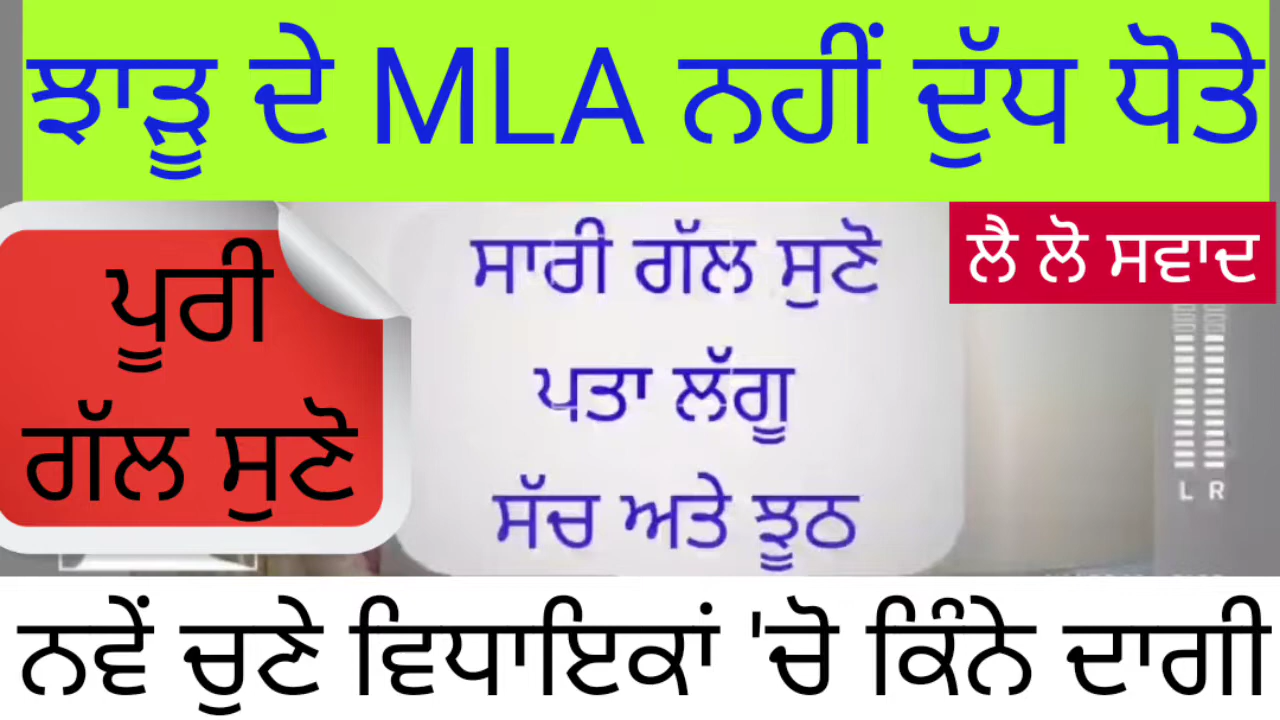 ਝਾੜੂ ਦੇ MLA ਨਹੀਂ ਦੁੱਧ ਧੋਤੇ
ਲੈ ਲੋ ਸਵਾਦ
ਪੂਰੀ
ਗੱਲ ਸੁਣੋ
ਸਾਰੀ ਗੱਲ ਸੁਣੋ
ਪਤਾ ਲੱਗੂ
ਸੱਚ ਅਤੇ ਝੂਠ
L R
ਨਵੇਂ ਚੁਣੇ ਵਿਧਾਇਕਾਂ 'ਚੋ ਕਿੰਨੇ ਦਾਗੀ